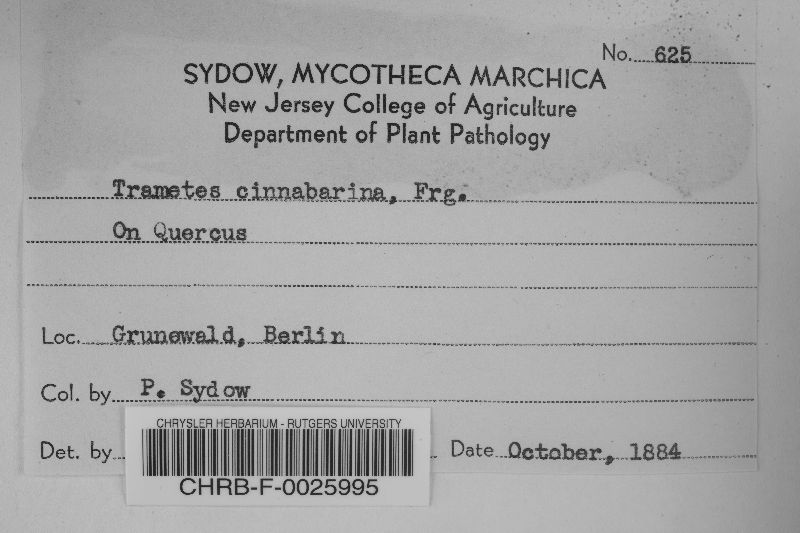 No. 625
SYDOW, MYCOTHECA MARCHICA
New Jersey College of Agriculture
Department of Plant Pathology
Trametes cinnabarina, Frg.
On Quercus
Loc. Grunewald, Berlin
Col. by P. Sydow
Det. by
Date October, 1884
CHRYSLER HERBARIUM - RUTGERS UNIVERSITY
CHRB-F-0025995